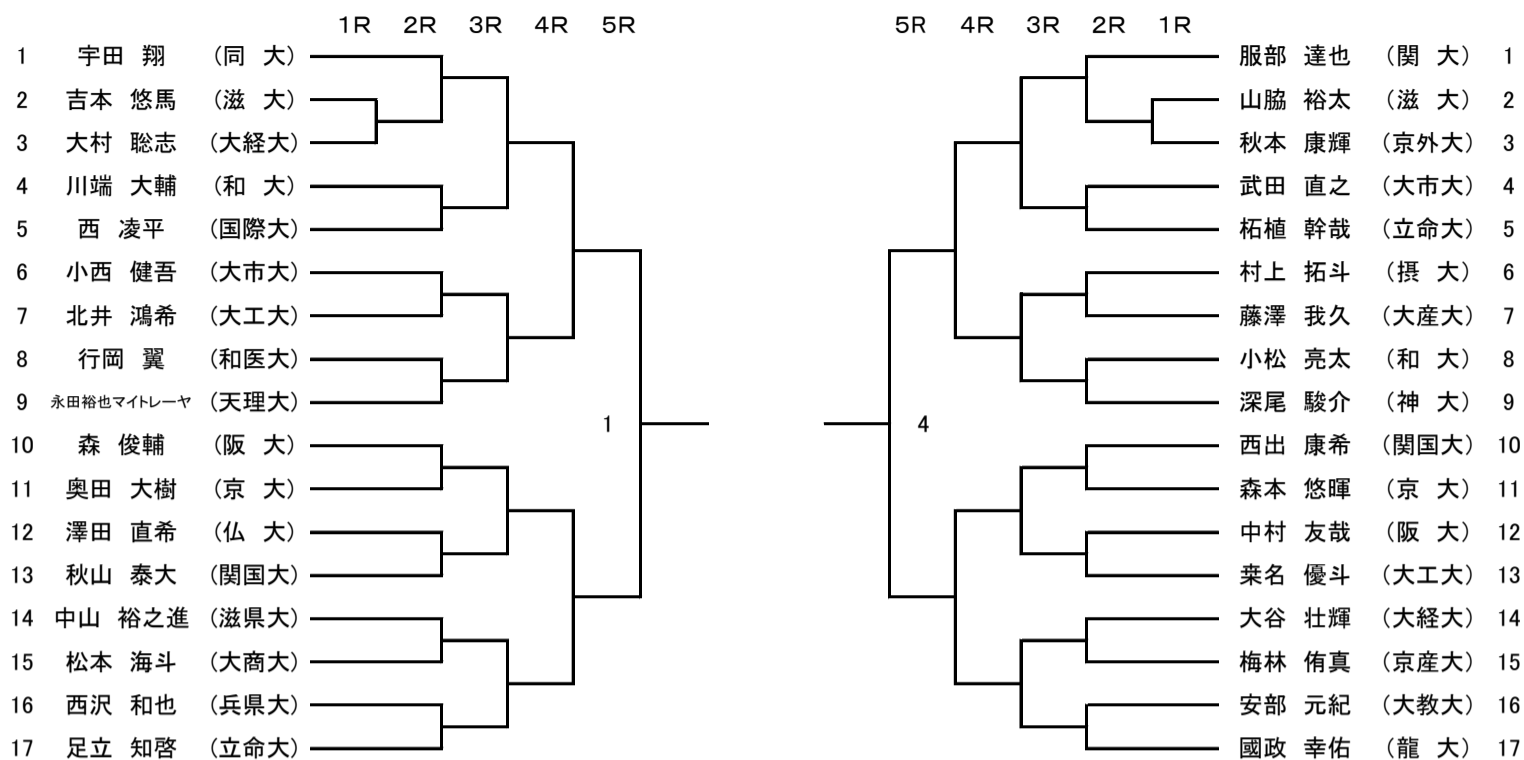 1R 2R 3R 4R 5R 5R 4R 3R 2R 1R
1 宇田 翔 (同 大) 服部 達也 (関 大) 1
2 吉本 悠馬 (滋 大) 山脇 裕太 (滋 大) 2
3 大村 聡志 (大経大) 秋本 康輝 (京外大) 3
4 川端 大輔 (和 大) 武田 直之 (大市大) 4
5 西 凌平 (国際大) 柘植 幹哉 (立命大) 5
6 小西 健吾 (大市大) 村上 拓斗 (摂 大) 6
7 北井 鴻希 (大工大) 藤澤 我久 (大産大) 7
8 行岡 翼 (和医大) 小松 亮太 (和 大) 8
9 永田裕也マイトレーヤ (天理大) 深尾 駿介 (神 大) 9
1 4
10 森 俊輔 (阪 大) 西出 康希 (関国大) 10
11 奥田 大樹 (京 大) 森本 悠暉 (京 大) 11
12 澤田 直希 (仏 大) 中村 友哉 (阪 大) 12
13 秋山 泰大 (関国大) 桒名 優斗 (大工大) 13
14 中山 裕之進 (滋県大) 大谷 壮輝 (大経大) 14
15 松本 海斗 (大商大) 梅林 侑真 (京産大) 15
16 西沢 和也 (兵県大) 安部 元紀 (大教大) 16
17 足立 知啓 (立命大) 國政 幸佑 (龍 大) 17